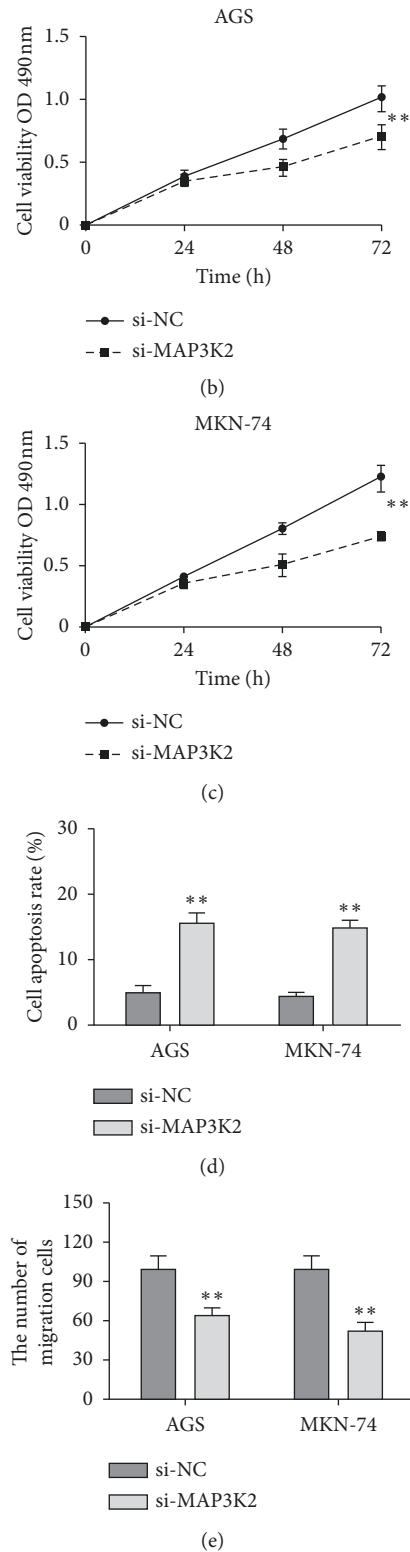 AGS
Cell viability OD 490nm
1.5
1.0
0.5
0
0 24 48 72
**
Time (h)
si-NC
si-MAP3K2
(b)
MKN-74
Cell viability OD 490nm
1.5
1.0
0.5
0
0 24 48 72
**
Time (h)
si-NC
si-MAP3K2
(c)
Cell apoptosis rate (%)
30
20
10
0
** **
AGS MKN-74
si-NC
si-MAP3K2
(d)
The number of
migration cells
150
120
90
60
30
0
** **
AGS MKN-74
si-NC
si-MAP3K2
(e)